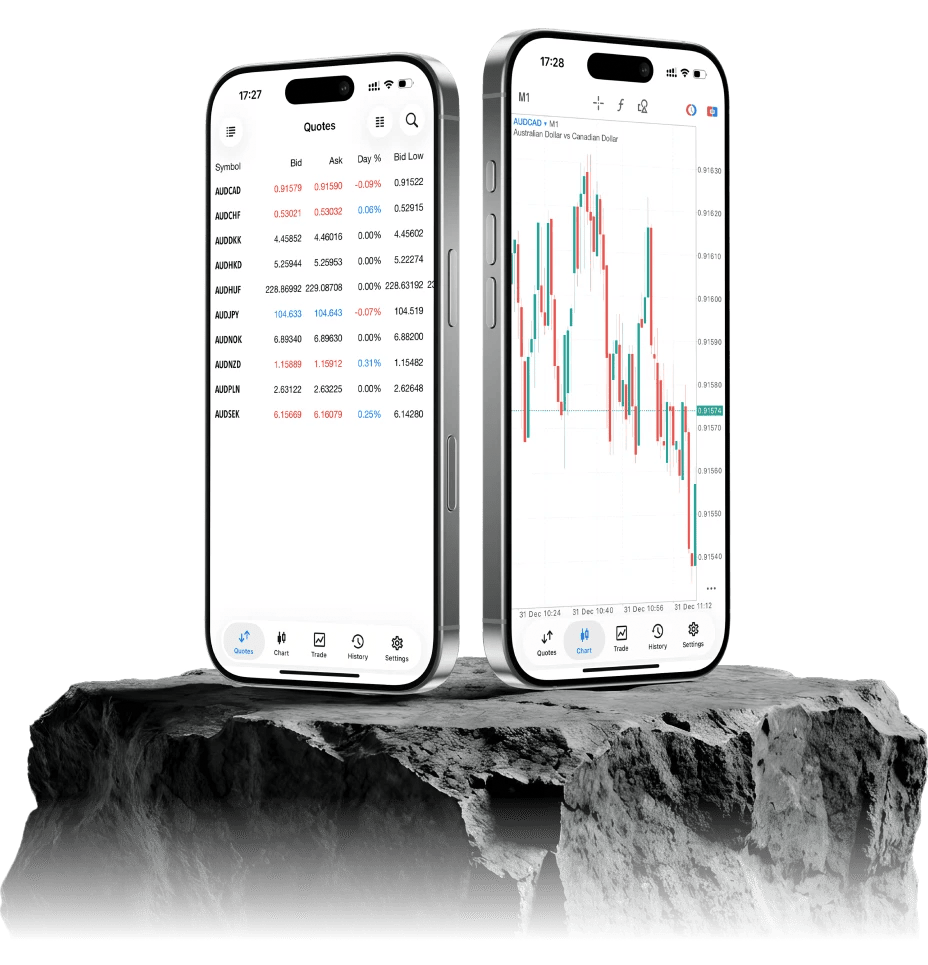 17:27
Quotes
Symbol Bid Ask Day % Bid Low
AUDCAD 0.91579 0.91590 -0.09% 0.91522
AUDCHF 0.53021 0.53032 0.06% 0.52915
AUDDKK 4.45852 4.46016 0.00% 4.45602
AUDHKD 5.25944 5.25953 0.00% 5.22274
AUDHUF 228.86992 229.08708 0.00% 228.63192 22
AUDJPY 104.633 104.643 -0.07% 104.519
AUDNOK 6.89340 6.89630 0.00% 6.88200
AUDNZD 1.15889 1.15912 0.31% 1.15482
AUDPLN 2.63122 2.63225 0.00% 2.62648
AUDSEK 6.15669 6.16079 0.25% 6.14280
Quotes Chart Trade History Settings
17:28
M1
AUDCAD ▾ M1
Australian Dollar vs Canadian Dollar
0.91630
0.91620
0.91610
0.91600
0.91590
0.91580
0.91574
0.91570
0.91560
0.91550
0.91540
31 Dec 10:24 31 Dec 10:40 31 Dec 10:56 31 Dec 11:12
Quotes Chart Trade History Settings